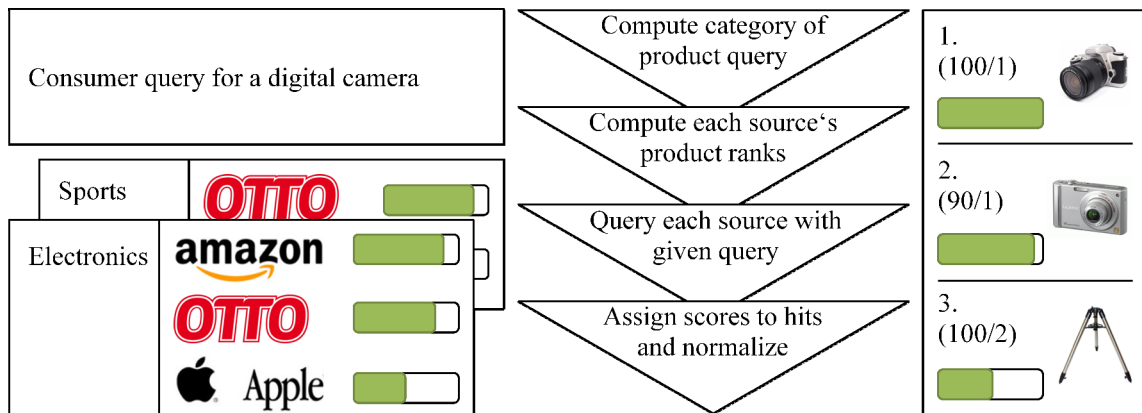 Consumer query for a digital camera
Sports
OTTO
Electronics
amazon
OTTO
Apple
Compute category of
product query
Compute each source‘s
product ranks
Query each source with
given query
Assign scores to hits
and normalize
1.
(100/1)
2.
(90/1)
3.
(100/2)